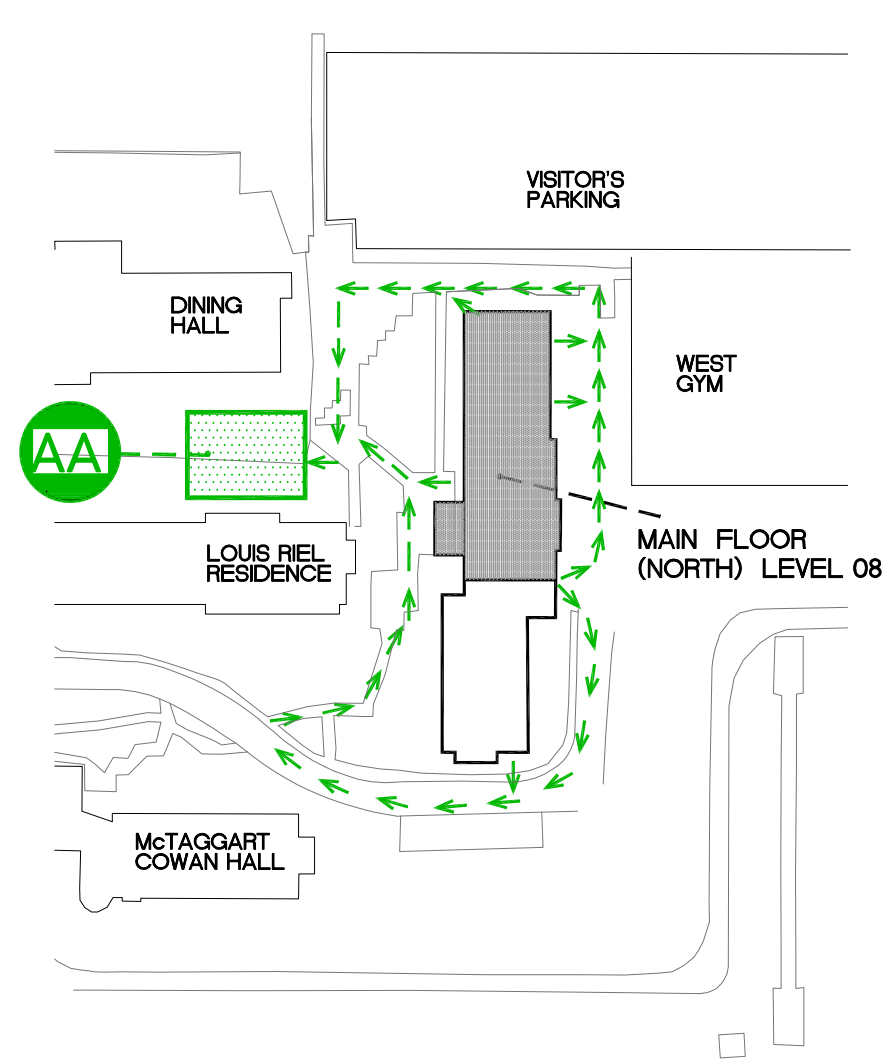 VISITOR'S
PARKING
DINING
HALL
WEST
GYM
AA
MAIN FLOOR
(NORTH) LEVEL 08
LOUIS RIEL
RESIDENCE
McTAGGART
COWAN HALL